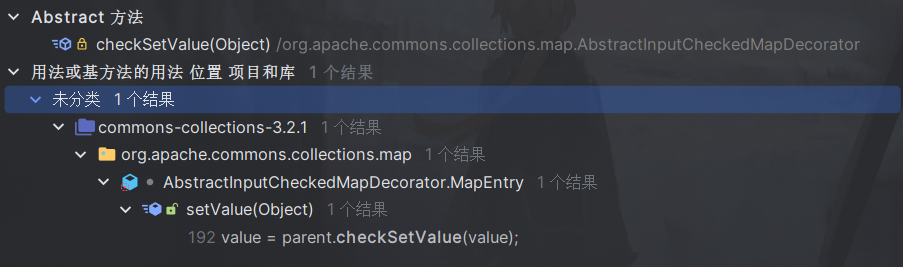 Abstract 方法
checkSetValue(Object) /org.apache.commons.collections.map.AbstractInputCheckedMapDecorator
用法或基方法的用法 位置 项目和库 1 个结果
未分类 1 个结果
commons-collections-3.2.1 1 个结果
org.apache.commons.collections.map 1 个结果
AbstractInputCheckedMapDecorator.MapEntry 1 个结果
setValue(Object) 1 个结果
192 value = parent.checkSetValue(value);